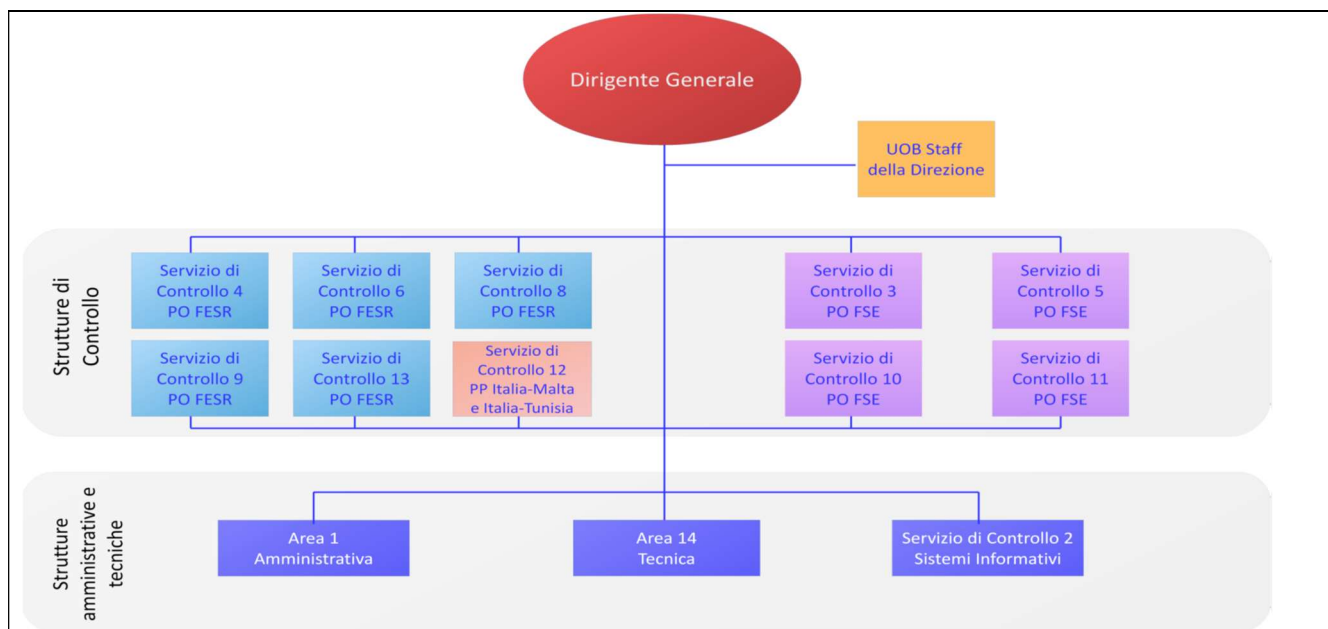 Dirigente Generale
UOB Staff
della Direzione
Strutture di
Controllo
Servizio di
Controllo 4
PO FESR
Servizio di
Controllo 6
PO FESR
Servizio di
Controllo 8
PO FESR
Servizio di
Controllo 3
PO FSE
Servizio di
Controllo 5
PO FSE
Servizio di
Controllo 9
PO FESR
Servizio di
Controllo 13
PO FESR
Servizio di
Controllo 12
PP Italia-Malta
e Italia-Tunisia
Servizio di
Controllo 10
PO FSE
Servizio di
Controllo 11
PO FSE
Strutture
amministrative e
tecniche
Area 1
Amministrativa
Area 14
Tecnica
Servizio di Controllo 2
Sistemi Informativi